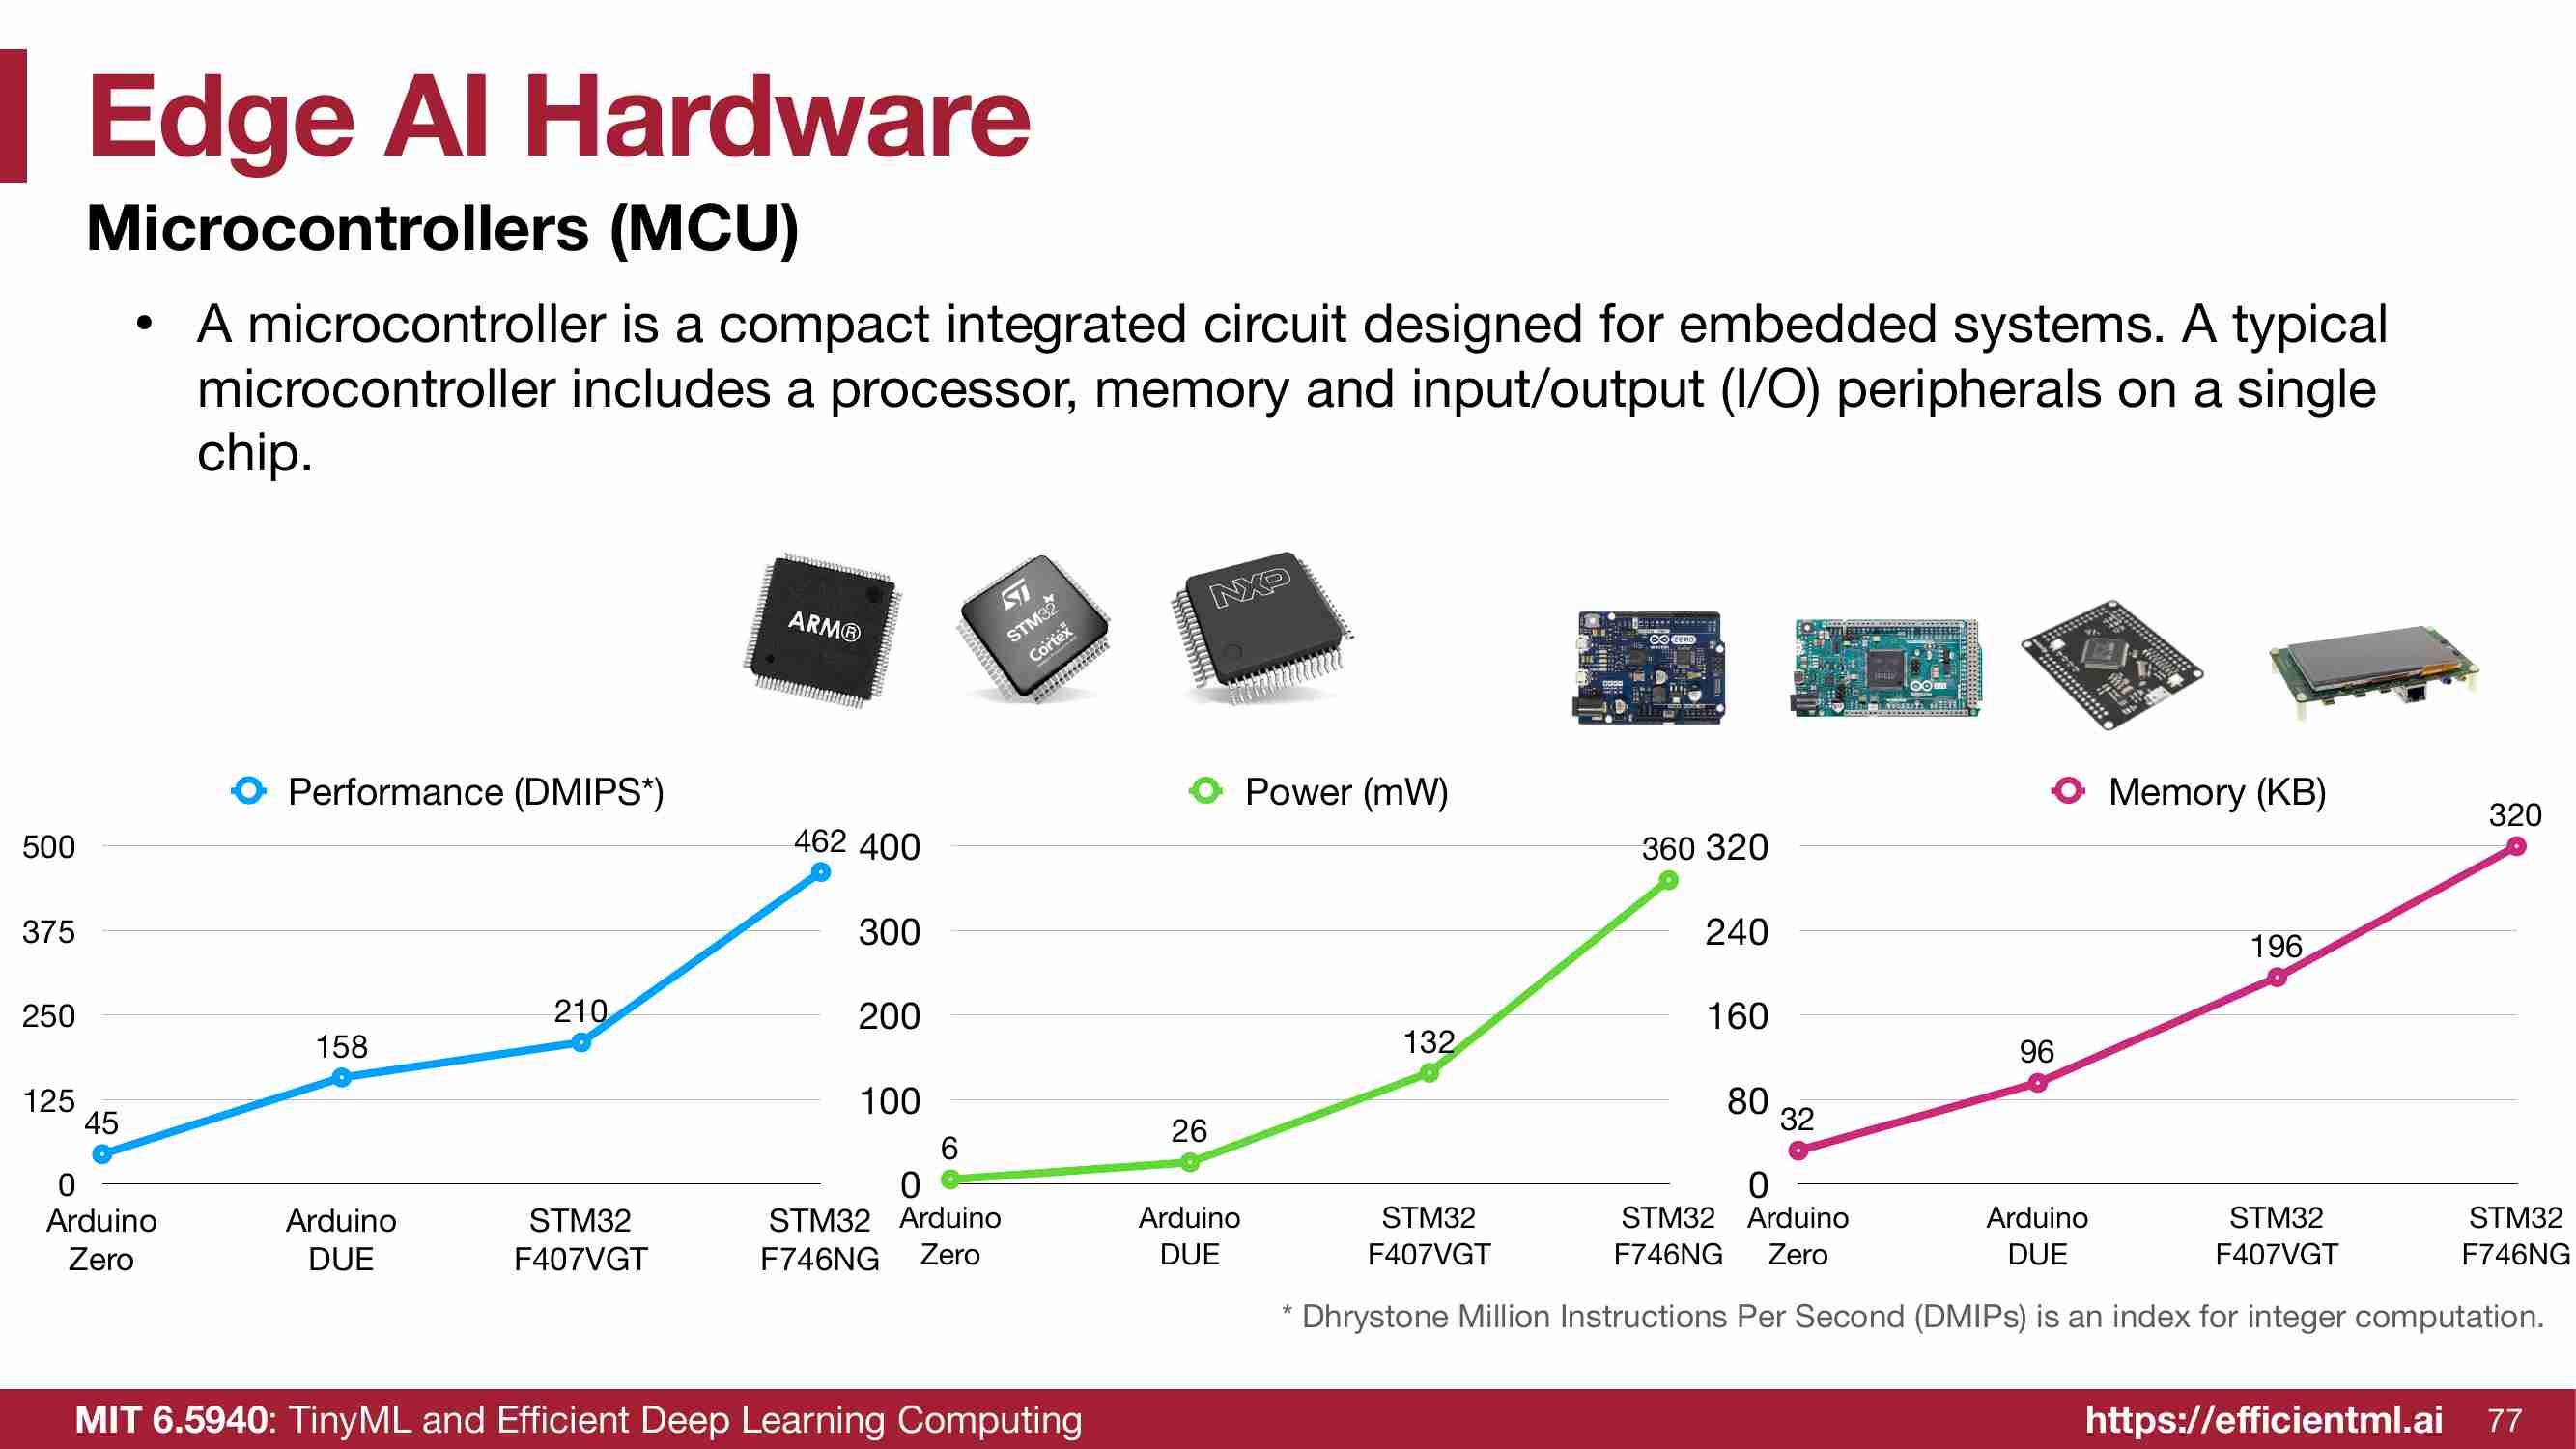 Edge AI Hardware
Microcontrollers (MCU)
• A microcontroller is a compact integrated circuit designed for embedded systems. A typical
microcontroller includes a processor, memory and input/output (I/O) peripherals on a single
chip.
ARM®
STM32
Cortex
NXP
ZERO
Performance (DMIPS*)
500
375
250
125
0
45
158
210
462
Arduino Zero
Arduino DUE
STM32 F407VGT
STM32 F746NG
Power (mW)
400
300
200
100
0
6
26
132
360
Arduino Zero
Arduino DUE
STM32 F407VGT
STM32 F746NG
Memory (KB)
320
240
160
80
0
32
96
196
320
Arduino Zero
Arduino DUE
STM32 F407VGT
STM32 F746NG
* Dhrystone Million Instructions Per Second (DMIPs) is an index for integer computation.
MIT 6.5940: TinyML and Efficient Deep Learning Computing
https://efficientml.ai 77